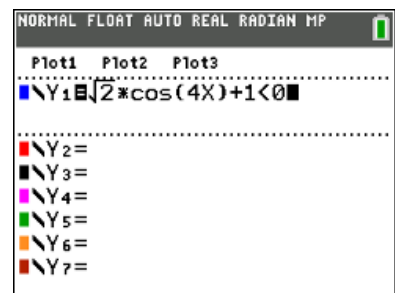 NORMAL FLOAT AUTO REAL RADIAN MP
Plot1 Plot2 Plot3
\Y₁=√2*cos(4X)+1<0
\Y₂=
\Y₃=
\Y₄=
\Y₅=
\Y₆=
\Y₇=